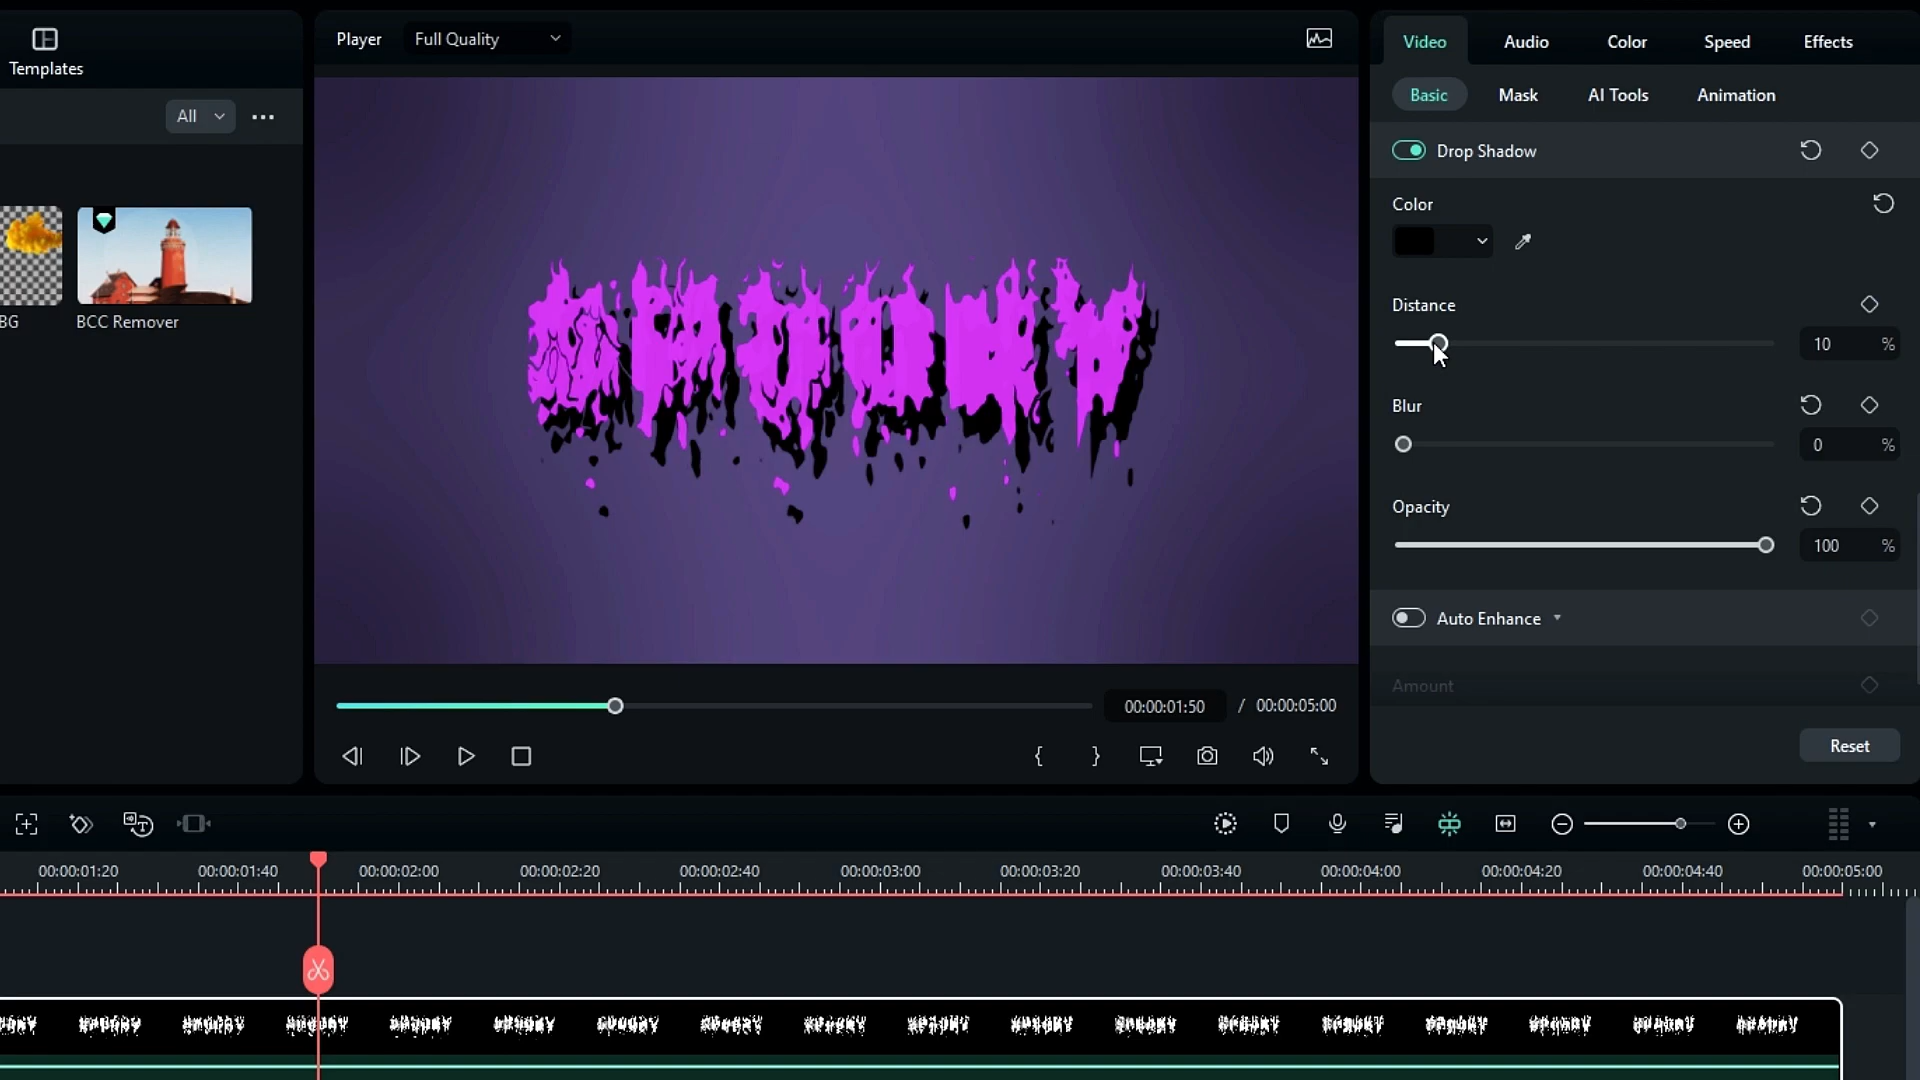 Templates
Player
Full Quality
Video
Audio
Color
Speed
Effects
Basic
Mask
AI Tools
Animation
All
Drop Shadow
Color
Distance
10 %
Blur
0 %
Opacity
100 %
Auto Enhance
Amount
Reset
BG
BCC Remover
00:00:01:50 / 00:00:05:00
00:00:01:20
00:00:01:40
00:00:02:00
00:00:02:20
00:00:02:40
00:00:03:00
00:00:03:20
00:00:03:40
00:00:04:00
00:00:04:20
00:00:04:40
00:00:05:00